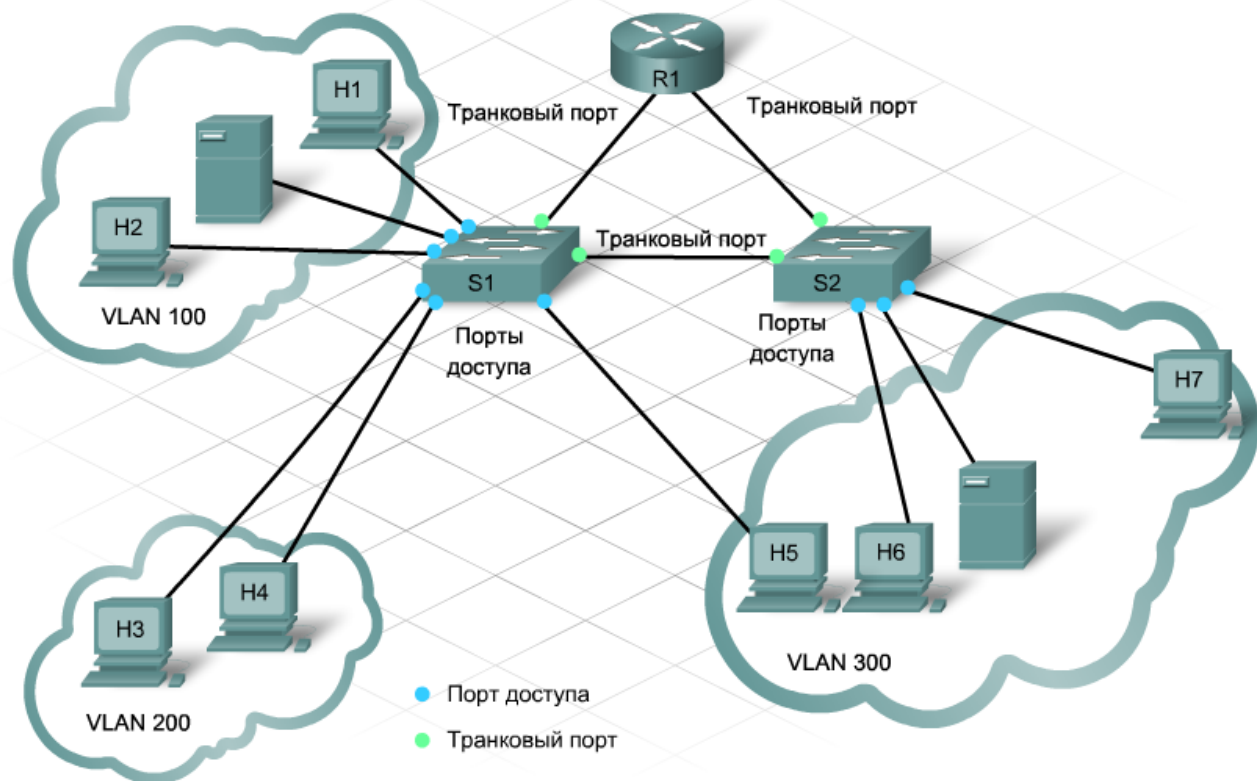 R1
H1
Транковый порт
Транковый порт
H2
Транковый порт
S1
S2
VLAN 100
Порты
доступа
Порты
доступа
H7
H5
H6
H4
H3
VLAN 300
Порт доступа
VLAN 200
Транковый порт